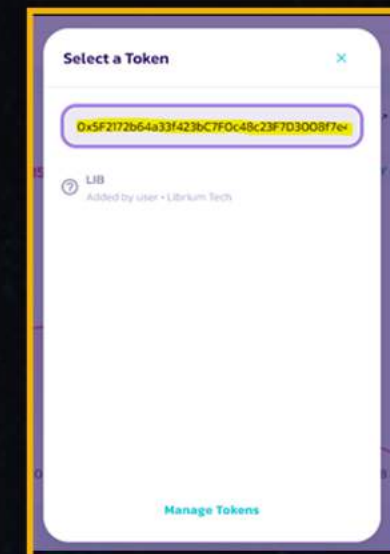 Select a Token
0x5F2172b64a33f423bC7F0c48c23F7D3008f7e
LIB
Added by user • Librium Tech
Manage Tokens